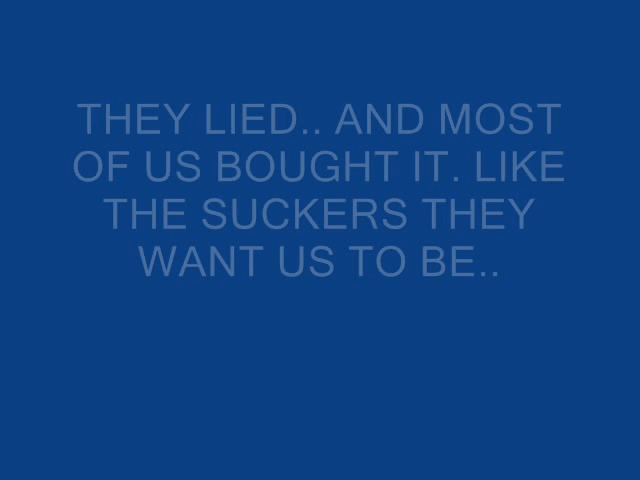 THEY LIED.. AND MOST
OF US BOUGHT IT. LIKE
THE SUCKERS THEY
WANT US TO BE..